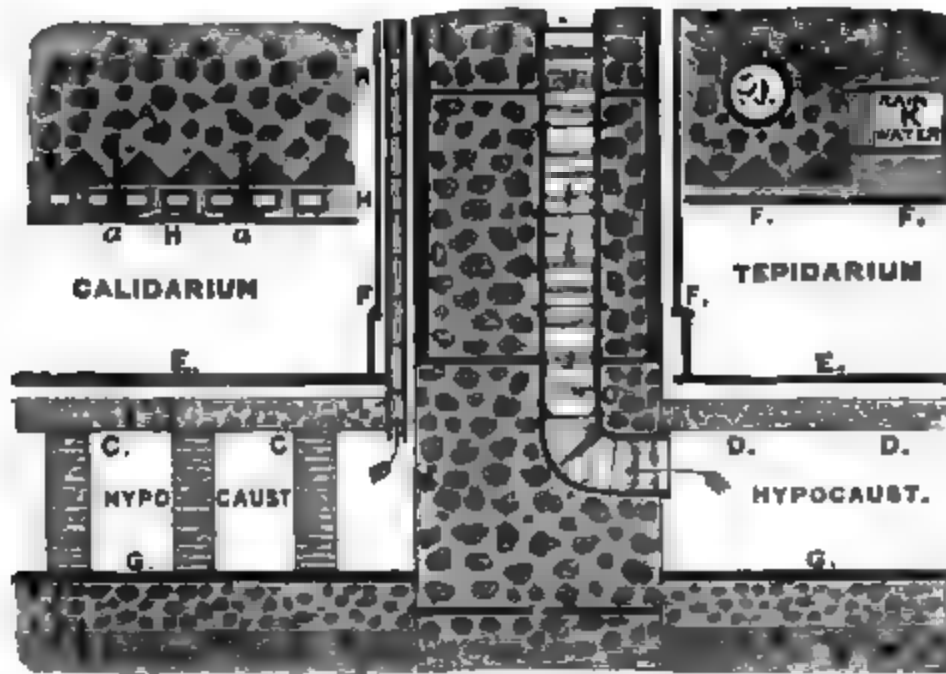 RAIN
K
WATER
H
G H G
F. F.
CALIDARIUM
TEPIDARIUM
F
F.
E.
E.
C. C
D. D.
HYPO CAUST
HYPOCAUST.
G.
G.